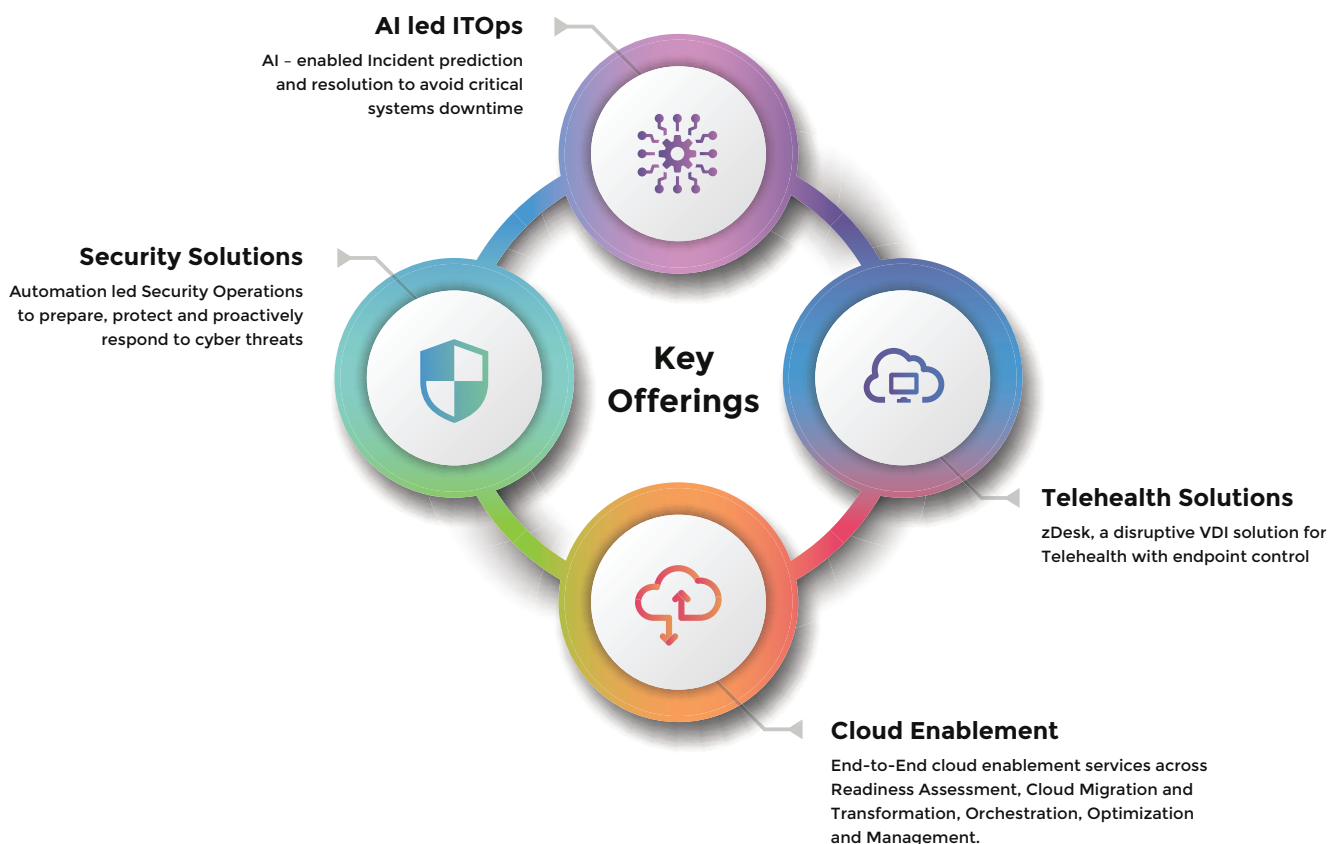 AI led ITOps
AI – enabled Incident prediction
and resolution to avoid critical
systems downtime
Security Solutions
Automation led Security Operations
to prepare, protect and proactively
respond to cyber threats
Key
Offerings
Telehealth Solutions
zDesk, a disruptive VDI solution for
Telehealth with endpoint control
Cloud Enablement
End-to-End cloud enablement services across
Readiness Assessment, Cloud Migration and
Transformation, Orchestration, Optimization
and Management.